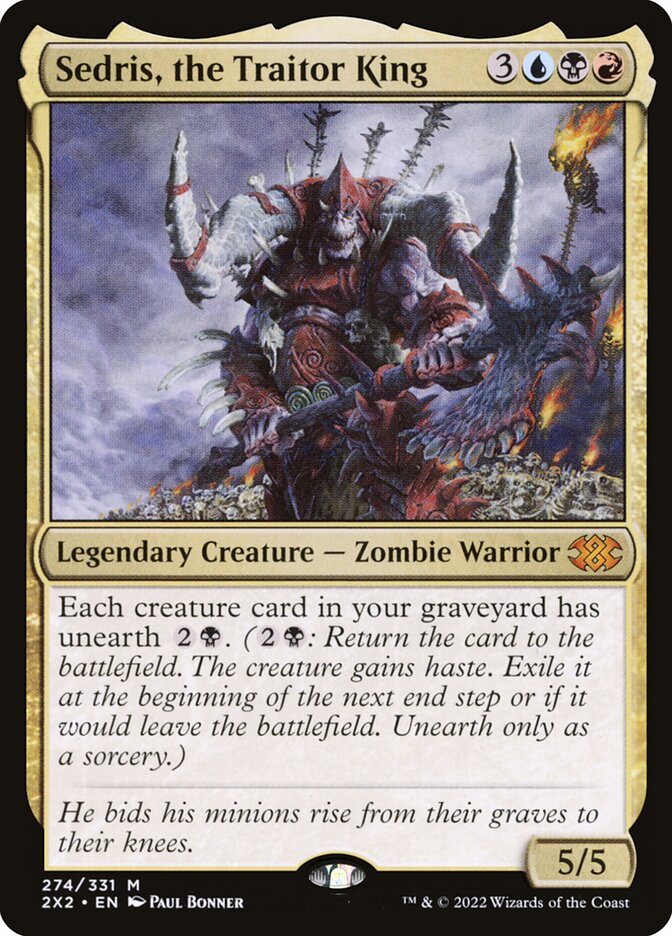 Sedris, the Traitor King 3
Legendary Creature — Zombie Warrior
Each creature card in your graveyard has
unearth 2. (2: Return the card to the
battlefield. The creature gains haste. Exile it
at the beginning of the next end step or if it
would leave the battlefield. Unearth only as
a sorcery.)
He bids his minions rise from their graves to
their knees.
5/5
274/331 M
2X2 • EN Paul Bonner
™ & © 2022 Wizards of the Coast